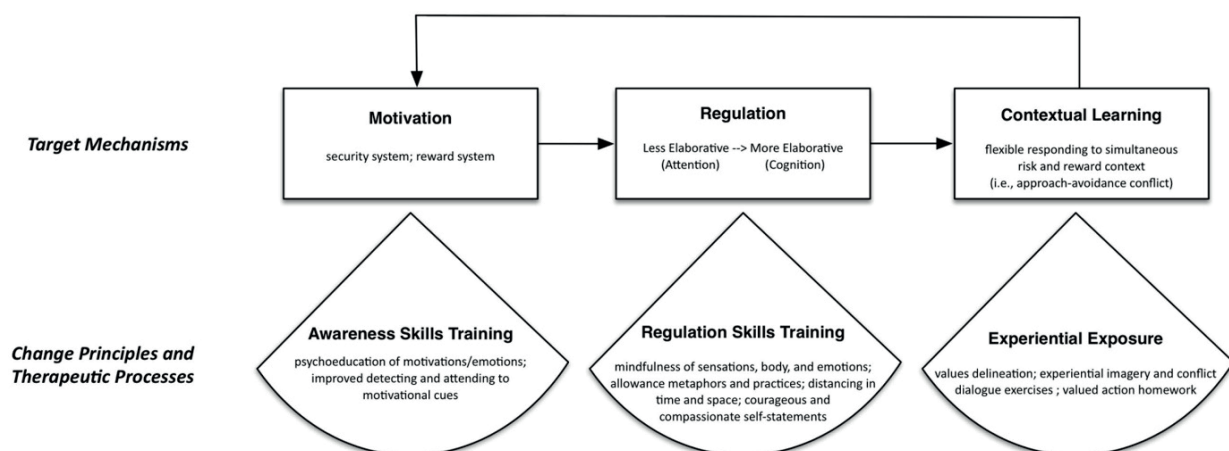 Target Mechanisms
Motivation
security system; reward system
Regulation
Less Elaborative --> More Elaborative
(Attention) (Cognition)
Contextual Learning
flexible responding to simultaneous
risk and reward context
(i.e., approach-avoidance conflict)
Change Principles and
Therapeutic Processes
Awareness Skills Training
psychoeducation of motivations/emotions;
improved detecting and attending to
motivational cues
Regulation Skills Training
mindfulness of sensations, body, and emotions;
allowance metaphors and practices; distancing in
time and space; courageous and
compassionate self-statements
Experiential Exposure
values delineation; experiential imagery and conflict
dialogue exercises ; valued action homework